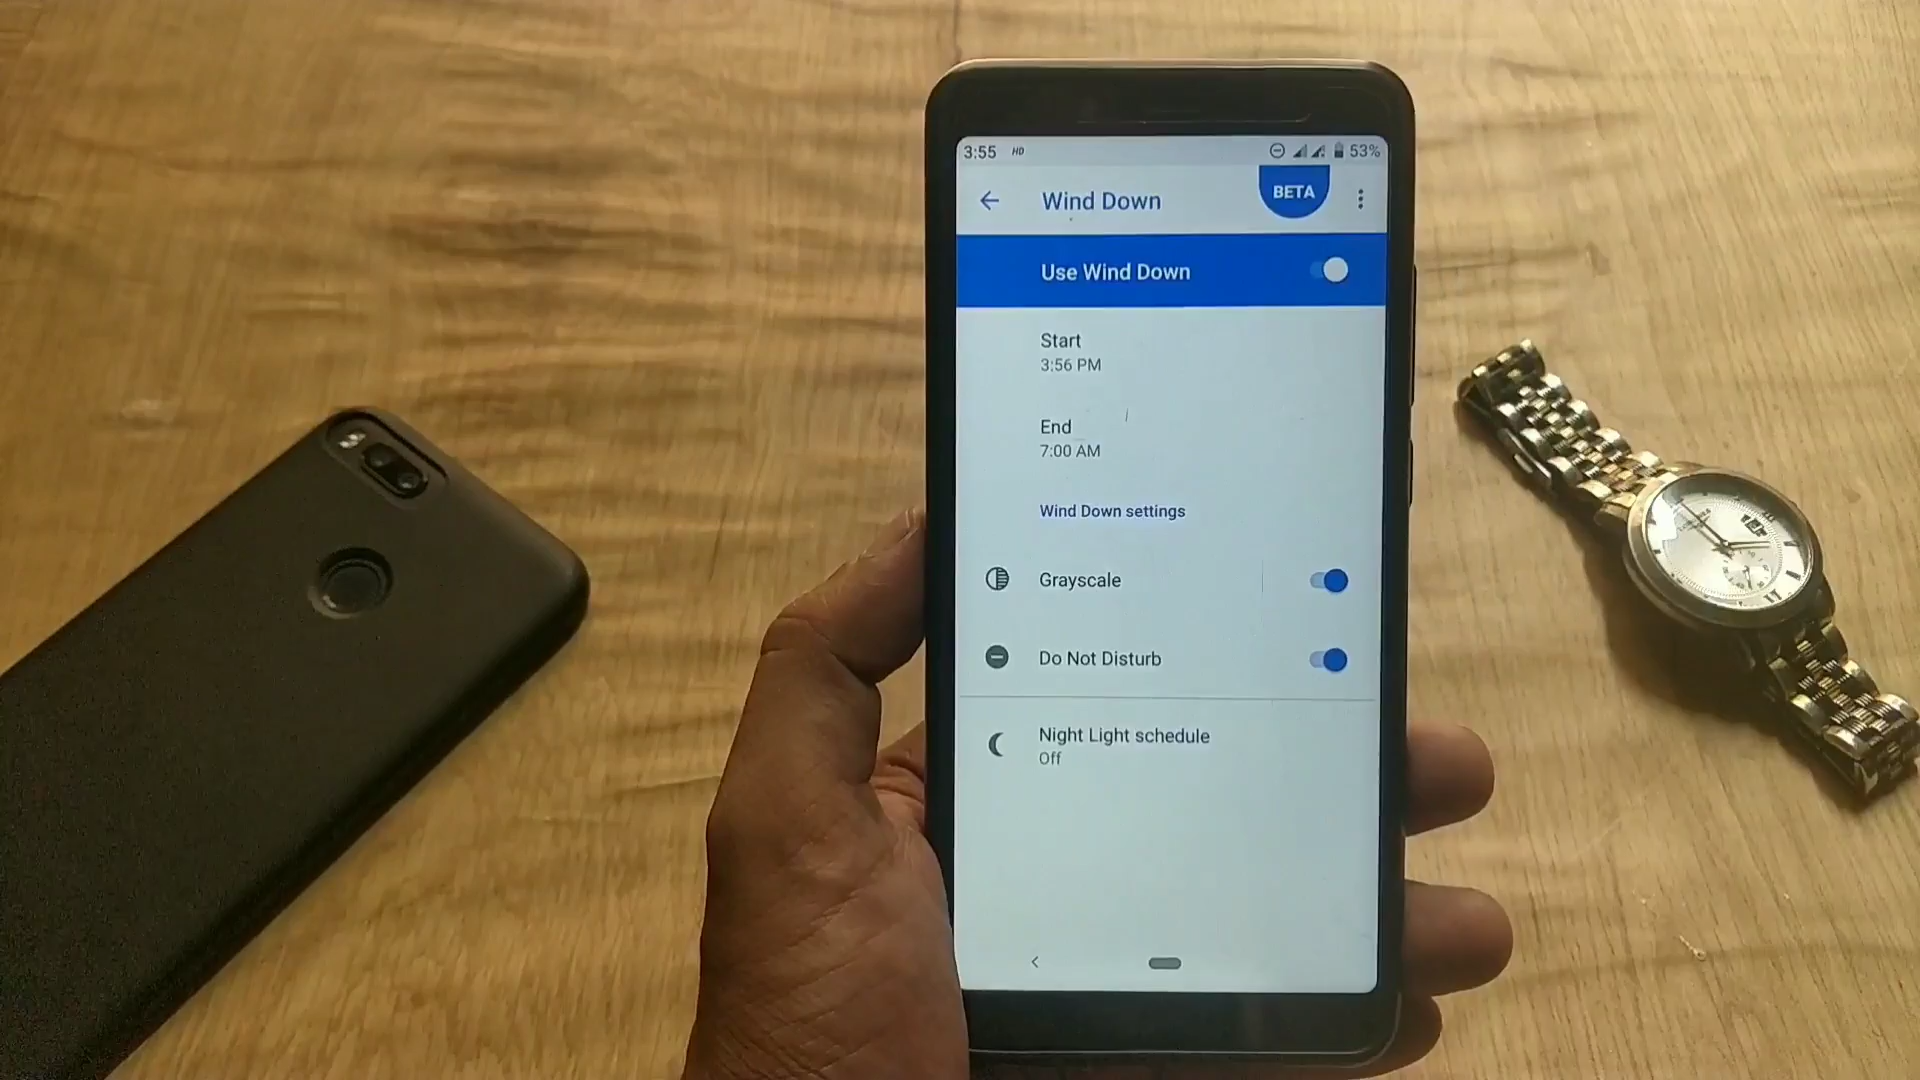 3:55 HD 53%
Wind Down BETA
Use Wind Down
Start
3:56 PM
End
7:00 AM
Wind Down settings
Grayscale
Do Not Disturb
Night Light schedule
Off